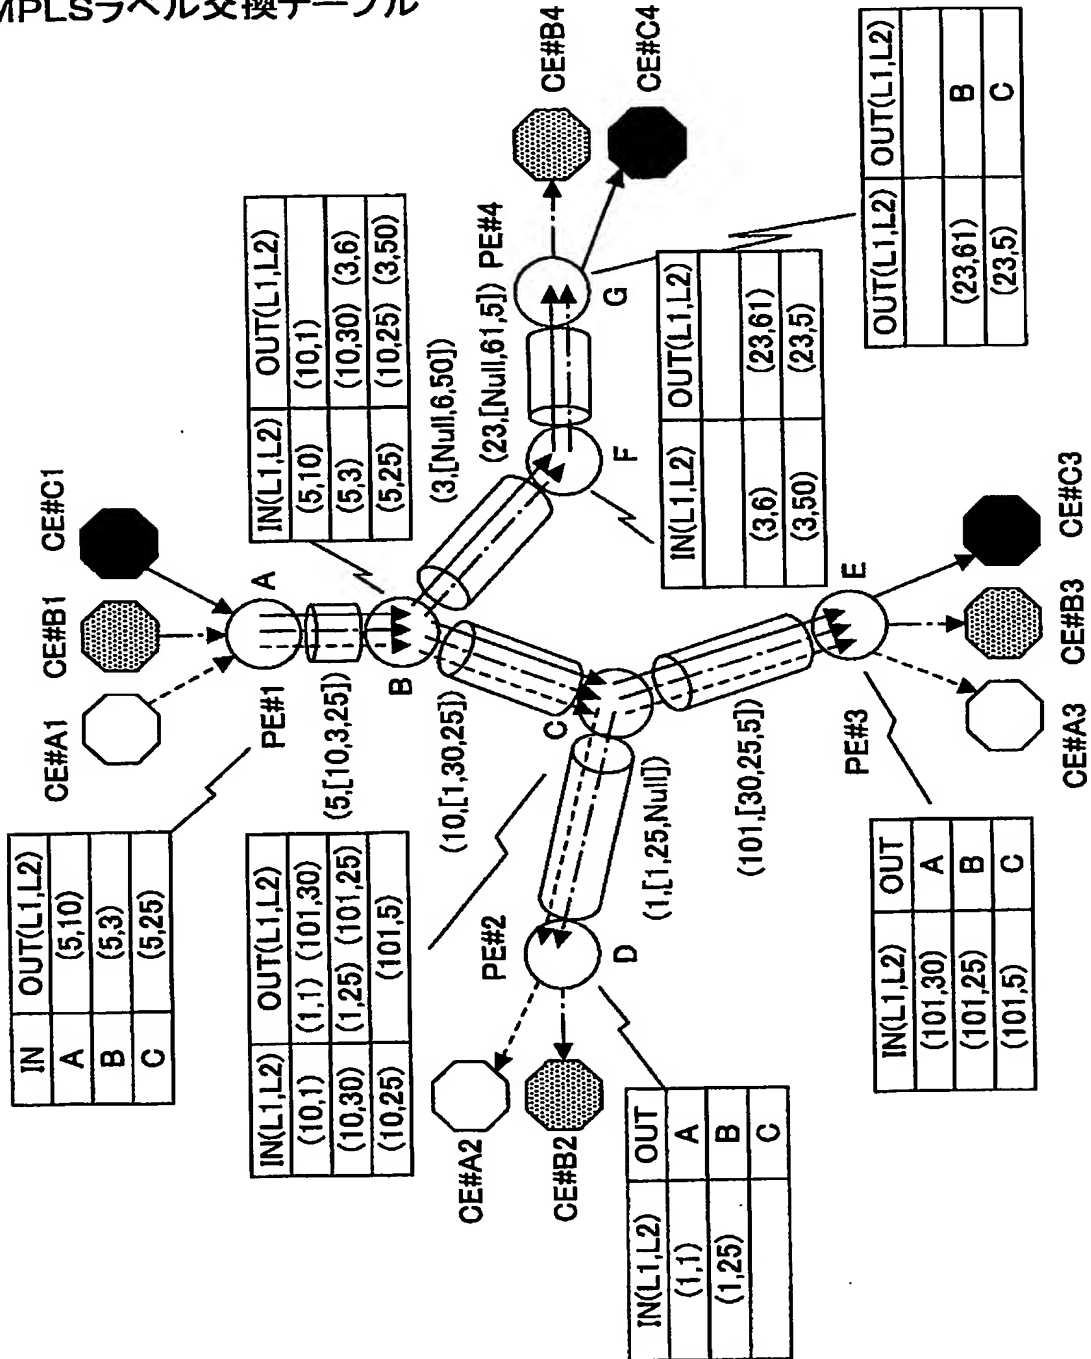 MPLSラベル交換テーブル
IN OUT(L1,L2)
A (5,10)
B (5,3)
C (5,25)
CE#A1
CE#B1
CE#C1
PE#1
A
(5,[10,3,25])
B
IN(L1,L2) OUT(L1,L2)
(5,10) (10,1)
(5,3) (10,30) (3,6)
(5,25) (10,25) (3,50)
(3,[Null,6,50])
(10,[1,30,25])
IN(L1,L2) OUT(L1,L2)
(10,1) (1,1) (101,30)
(10,30) (1,25) (101,25)
(10,25) (101,5)
C
(23,[Null,61,5])
PE#4
F
G
CE#B4
CE#C4
IN(L1,L2) OUT(L1,L2)
(3,6) (23,61)
(3,50) (23,5)
OUT(L1,L2) OUT(L1,L2)
(23,61) B
(23,5) C
PE#2
D
(1,[1,25,Null])
CE#A2
CE#B2
IN(L1,L2) OUT
(1,1) A
(1,25) B
C
(101,[30,25,5])
PE#3
E
IN(L1,L2) OUT
(101,30) A
(101,25) B
(101,5) C
CE#A3
CE#B3
CE#C3